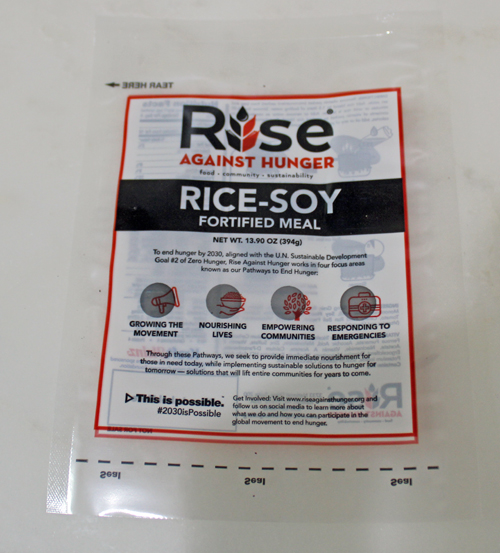 TEAR HERE
Rise
AGAINST HUNGER
food · community · sustainability
RICE-SOY
FORTIFIED MEAL
NET WT. 13.90 OZ (394g)
To end hunger by 2030, aligned with the U.N. Sustainable Development
Goal #2 of Zero Hunger, Rise Against Hunger works in four focus areas
known as our Pathways to End Hunger:
GROWING THE
MOVEMENT
NOURISHING
LIVES
EMPOWERING
COMMUNITIES
RESPONDING TO
EMERGENCIES
Through these Pathways, we seek to provide immediate nourishment for
those in need today, while implementing sustainable solutions to hunger for
tomorrow — solutions that will lift entire communities for years to come.
This is possible.
#2030isPossible
Get Involved: Visit www.riseagainsthunger.org and
follow us on social media to learn more about
what we do and how you can participate in the
global movement to end hunger.
Seal Seal Seal